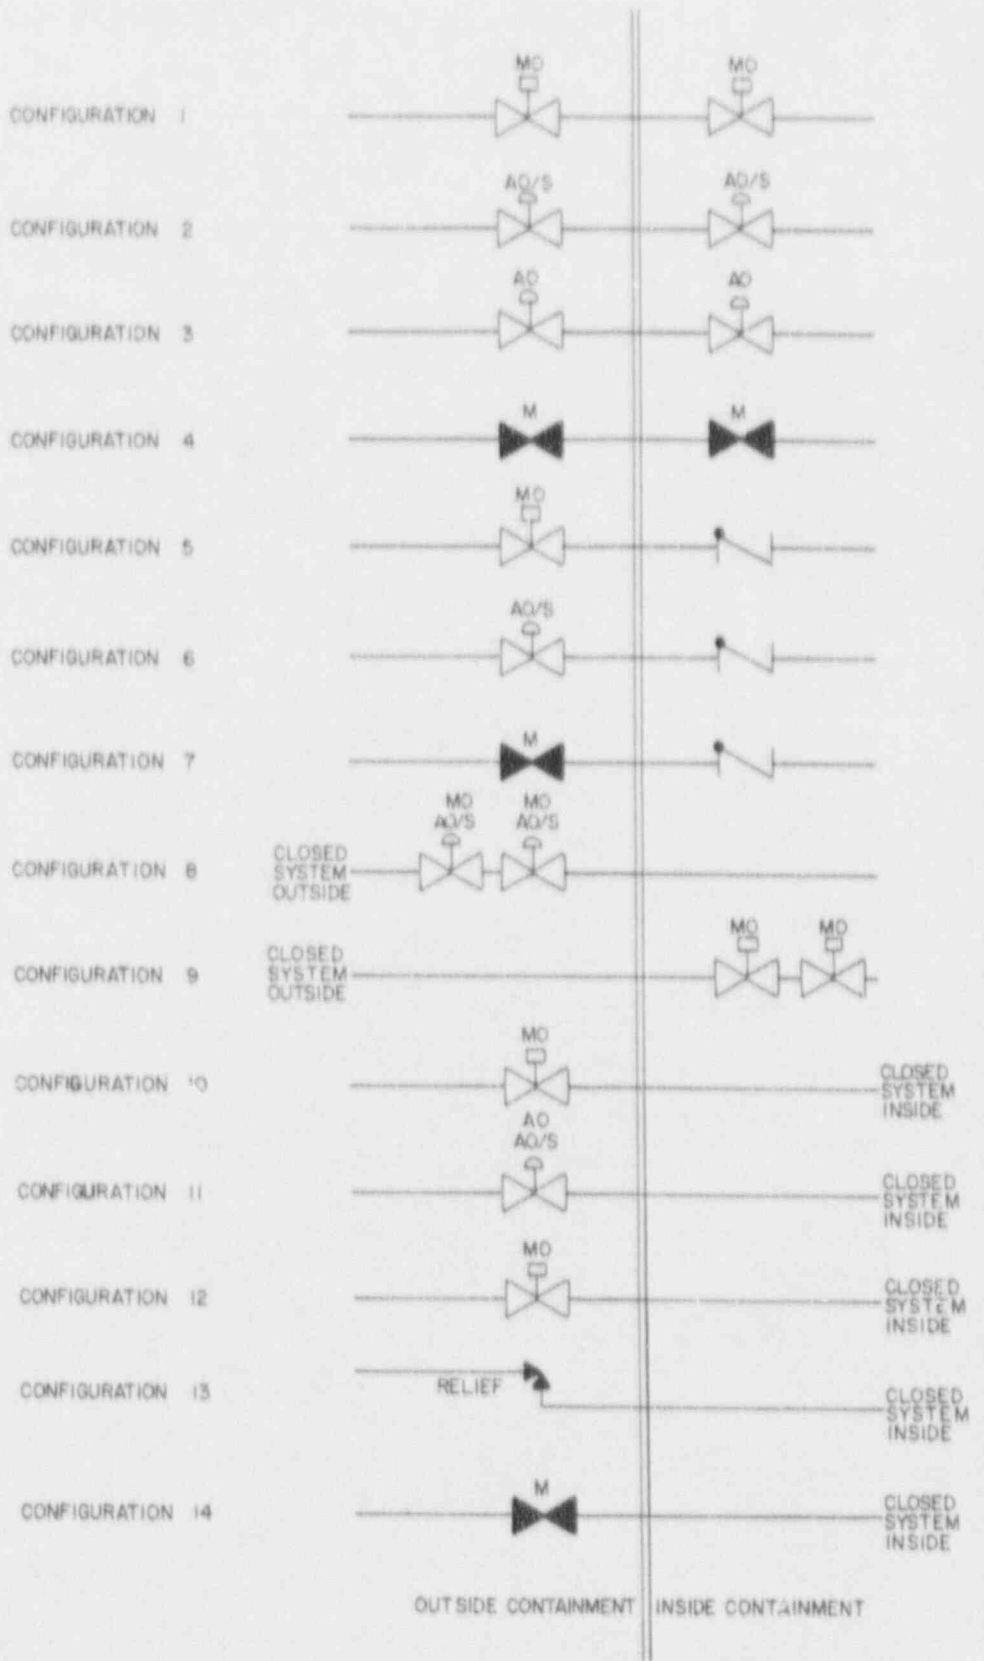 MO MO
CONFIGURATION 1
AO/S AO/S
CONFIGURATION 2
AO AO
CONFIGURATION 3
M M
CONFIGURATION 4
MO
CONFIGURATION 5
AO/S
CONFIGURATION 6
M
CONFIGURATION 7
MO MO
AO/S AO/S
CONFIGURATION 8
CLOSED
SYSTEM
OUTSIDE
MO MO
CONFIGURATION 9
CLOSED
SYSTEM
OUTSIDE
MO
CONFIGURATION 10
CLOSED
SYSTEM
INSIDE
AO
AO/S
CONFIGURATION 11
CLOSED
SYSTEM
INSIDE
MO
CONFIGURATION 12
CLOSED
SYSTEM
INSIDE
CONFIGURATION 13
RELIEF
CLOSED
SYSTEM
INSIDE
M
CONFIGURATION 14
CLOSED
SYSTEM
INSIDE
OUTSIDE CONTAINMENT INSIDE CONTAINMENT